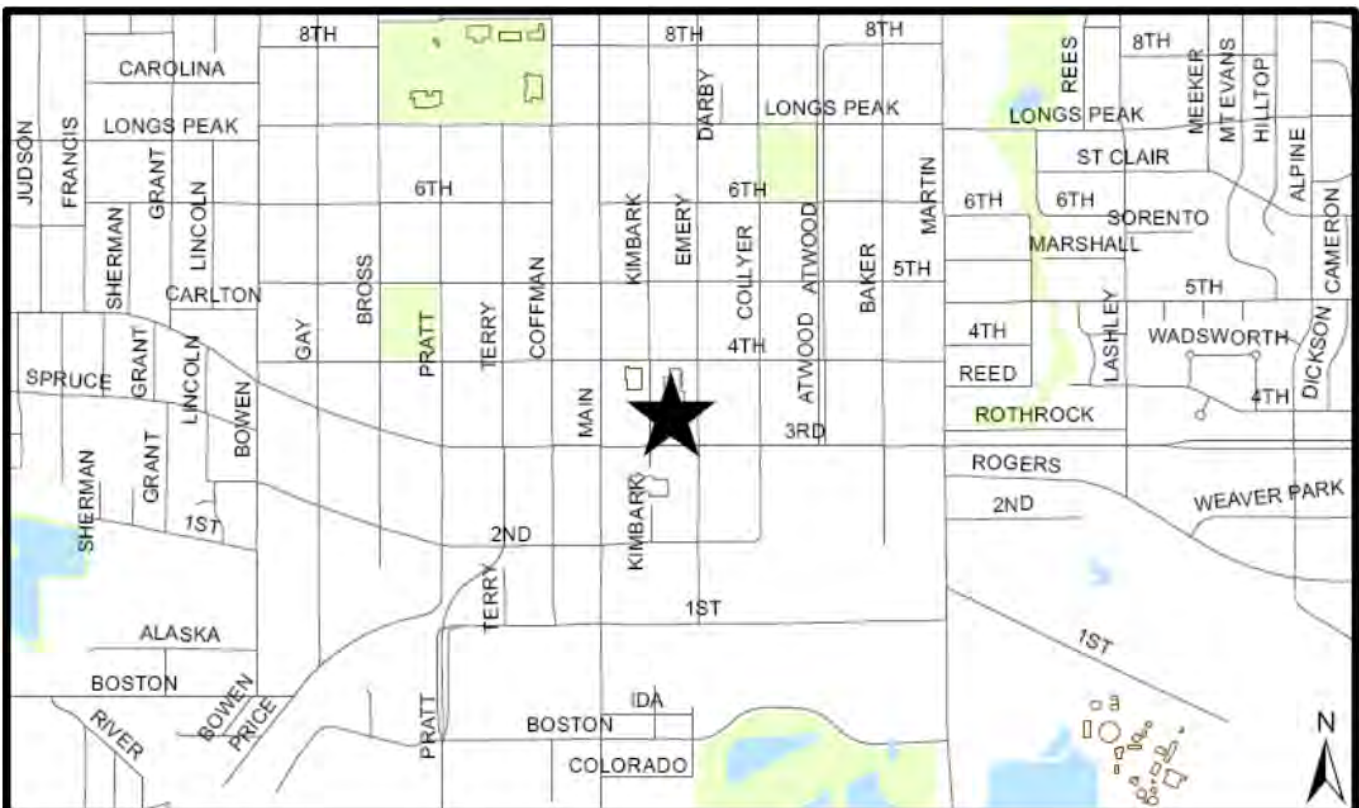 8TH
8TH
8TH
8TH
REES
MEEKER
MT EVANS
HILLTOP
CAROLINA
DARBY
LONGS PEAK
LONGS PEAK
LONGS PEAK
JUDSON
FRANCIS
GRANT
LINCOLN
ST CLAIR
ALPINE
6TH
6TH
6TH
6TH
SORENTO
MARTIN
SHERMAN
KIMBARK
EMERY
COLLYER
ATWOOD
BAKER
MARSHALL
CAMERON
5TH
5TH
CARLTON
BROSS
COFFMAN
GAY
GRANT
LINCOLN
PRATT
TERRY
4TH
ATWOOD
4TH
LASHLEY
WADSWORTH
DICKSON
SPRUCE
REED
4TH
BOWEN
MAIN
3RD
ROTHROCK
SHERMAN
GRANT
ROGERS
KIMBARK
WEAVER PARK
2ND
1ST
2ND
TERRY
1ST
1ST
ALASKA
BOSTON
BOWEN
PRICE
RIVER
PRATT
IDA
BOSTON
COLORADO
N